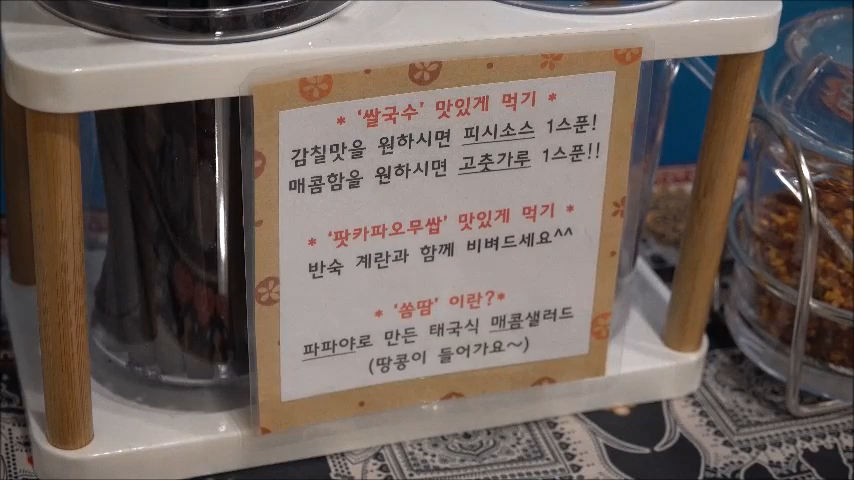 * '쌀국수' 맛있게 먹기 *
감칠맛을 원하시면 피시소스 1스푼!
매콤함을 원하시면 고춧가루 1스푼!!
* '팟카파오무쌉' 맛있게 먹기 *
반숙 계란과 함께 비벼드세요^^
* '쏨땀' 이란?*
파파야로 만든 태국식 매콤샐러드
(땅콩이 들어가요~)